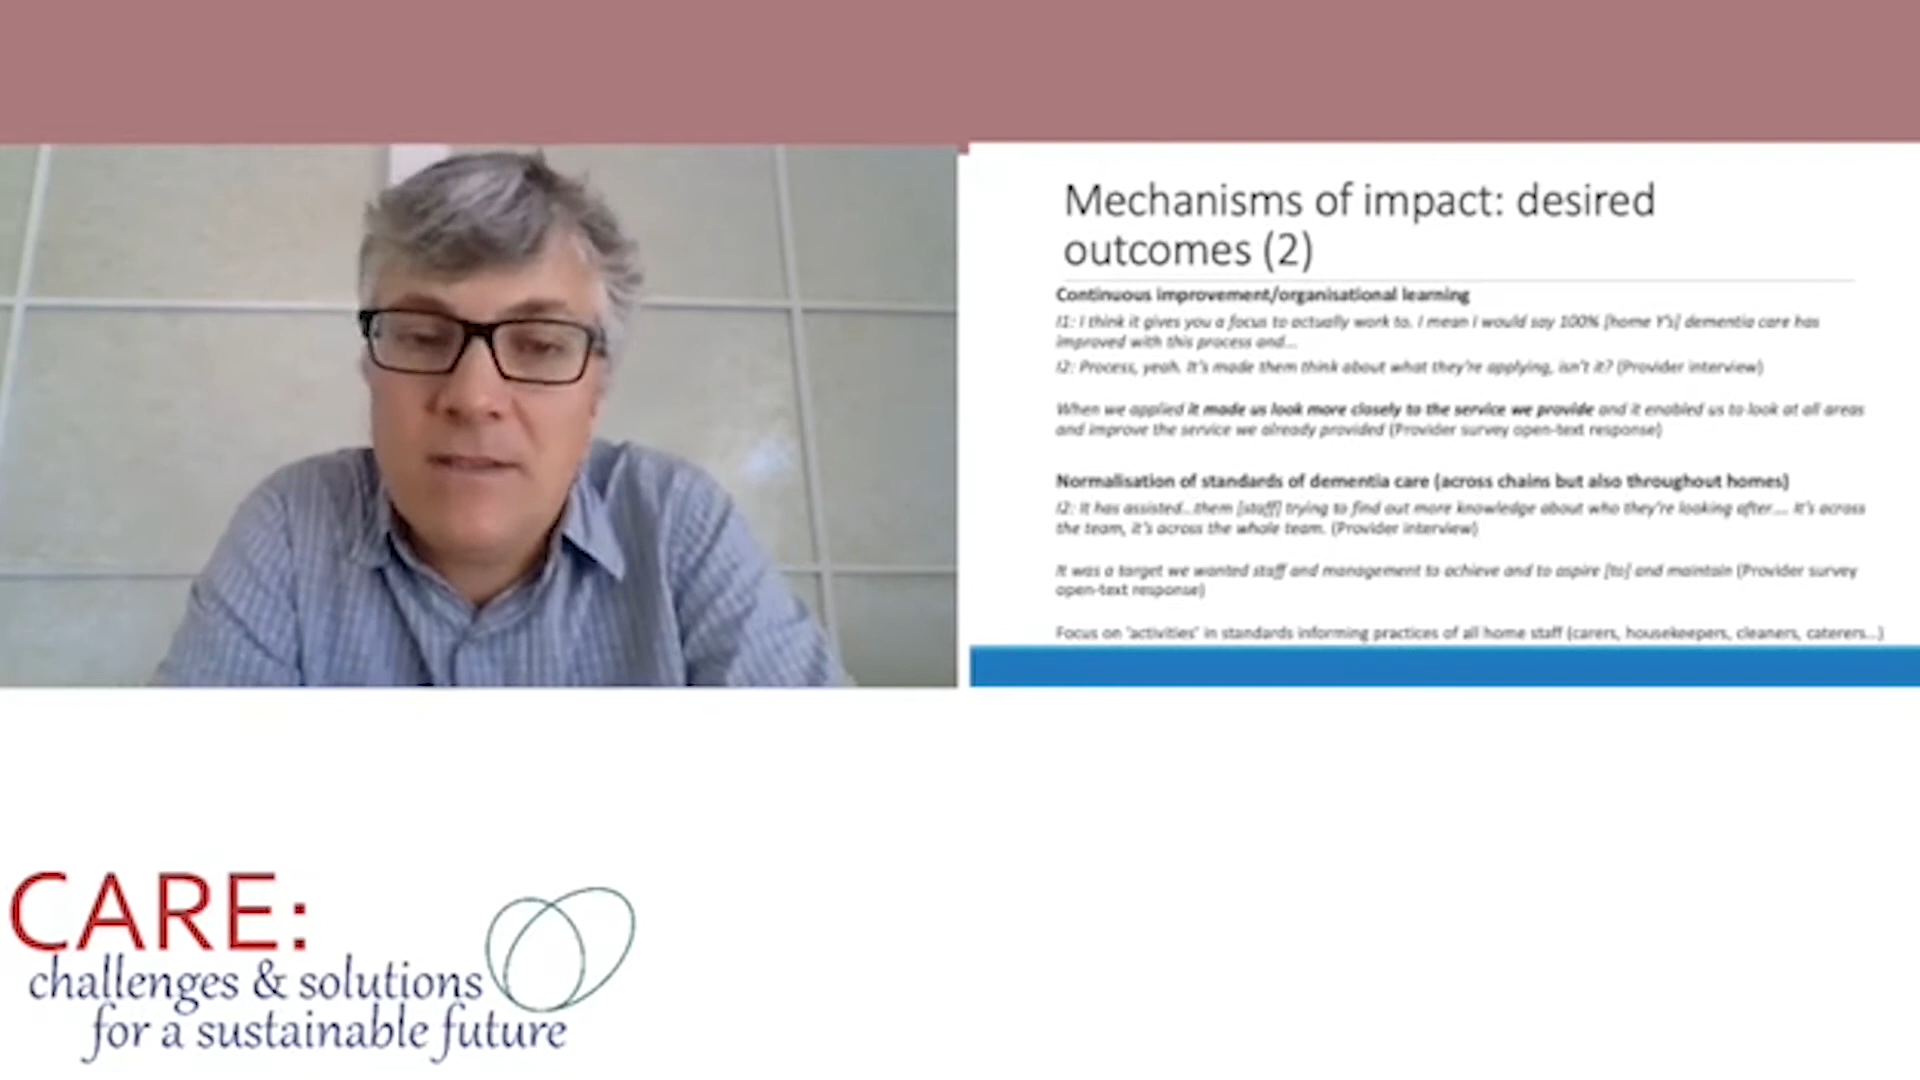 Mechanisms of impact: desired
outcomes (2)
Continuous improvement/organisational learning
I1: I think it gives you a focus to actually work to. I mean I would say 100% [home Y's] dementia care has
improved with this process and...
I2: Process, yeah. It's made them think about what they're applying, isn't it? (Provider interview)
When we applied it made us look more closely to the service we provide and it enabled us to look at all areas
and improve the service we already provided (Provider survey open-text response)
Normalisation of standards of dementia care (across chains but also throughout homes)
I2: It has assisted...them [staff] trying to find out more knowledge about who they're looking after.... It's across
the team, it's across the whole team. (Provider interview)
It was a target we wanted staff and management to achieve and to aspire [to] and maintain (Provider survey
open-text response)
Focus on 'activities' in standards informing practices of all home staff (carers, housekeepers, cleaners, caterers...)
CARE:
challenges & solutions
for a sustainable future